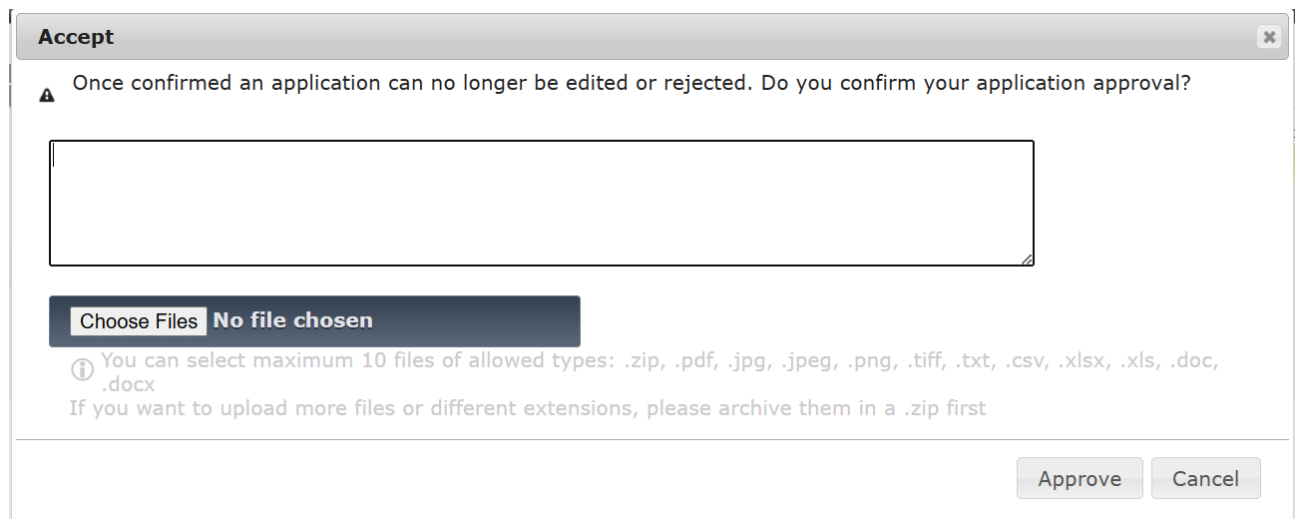 Accept
Once confirmed an application can no longer be edited or rejected. Do you confirm your application approval?
Choose Files No file chosen
You can select maximum 10 files of allowed types: .zip, .pdf, .jpg, .jpeg, .png, .tiff, .txt, .csv, .xlsx, .xls, .doc,
.docx
If you want to upload more files or different extensions, please archive them in a .zip first
Approve Cancel